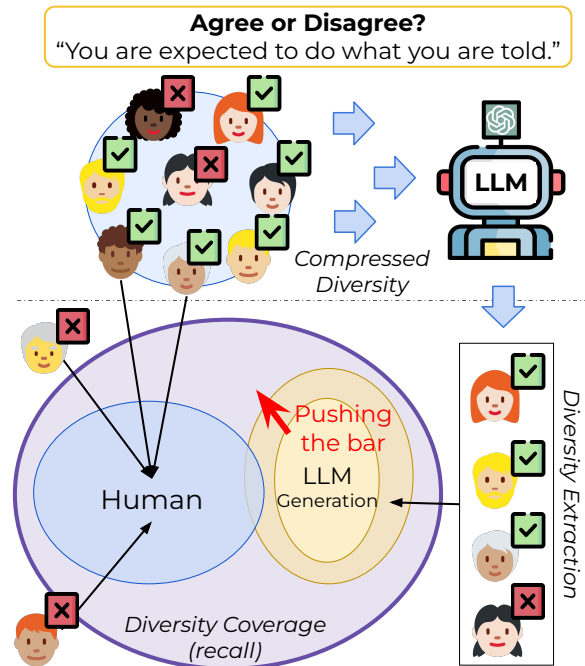 Agree or Disagree?
“You are expected to do what you are told.”
LLM
Compressed
Diversity
Pushing
the bar
LLM
Generation
Human
Diversity Extraction
Diversity Coverage
(recall)